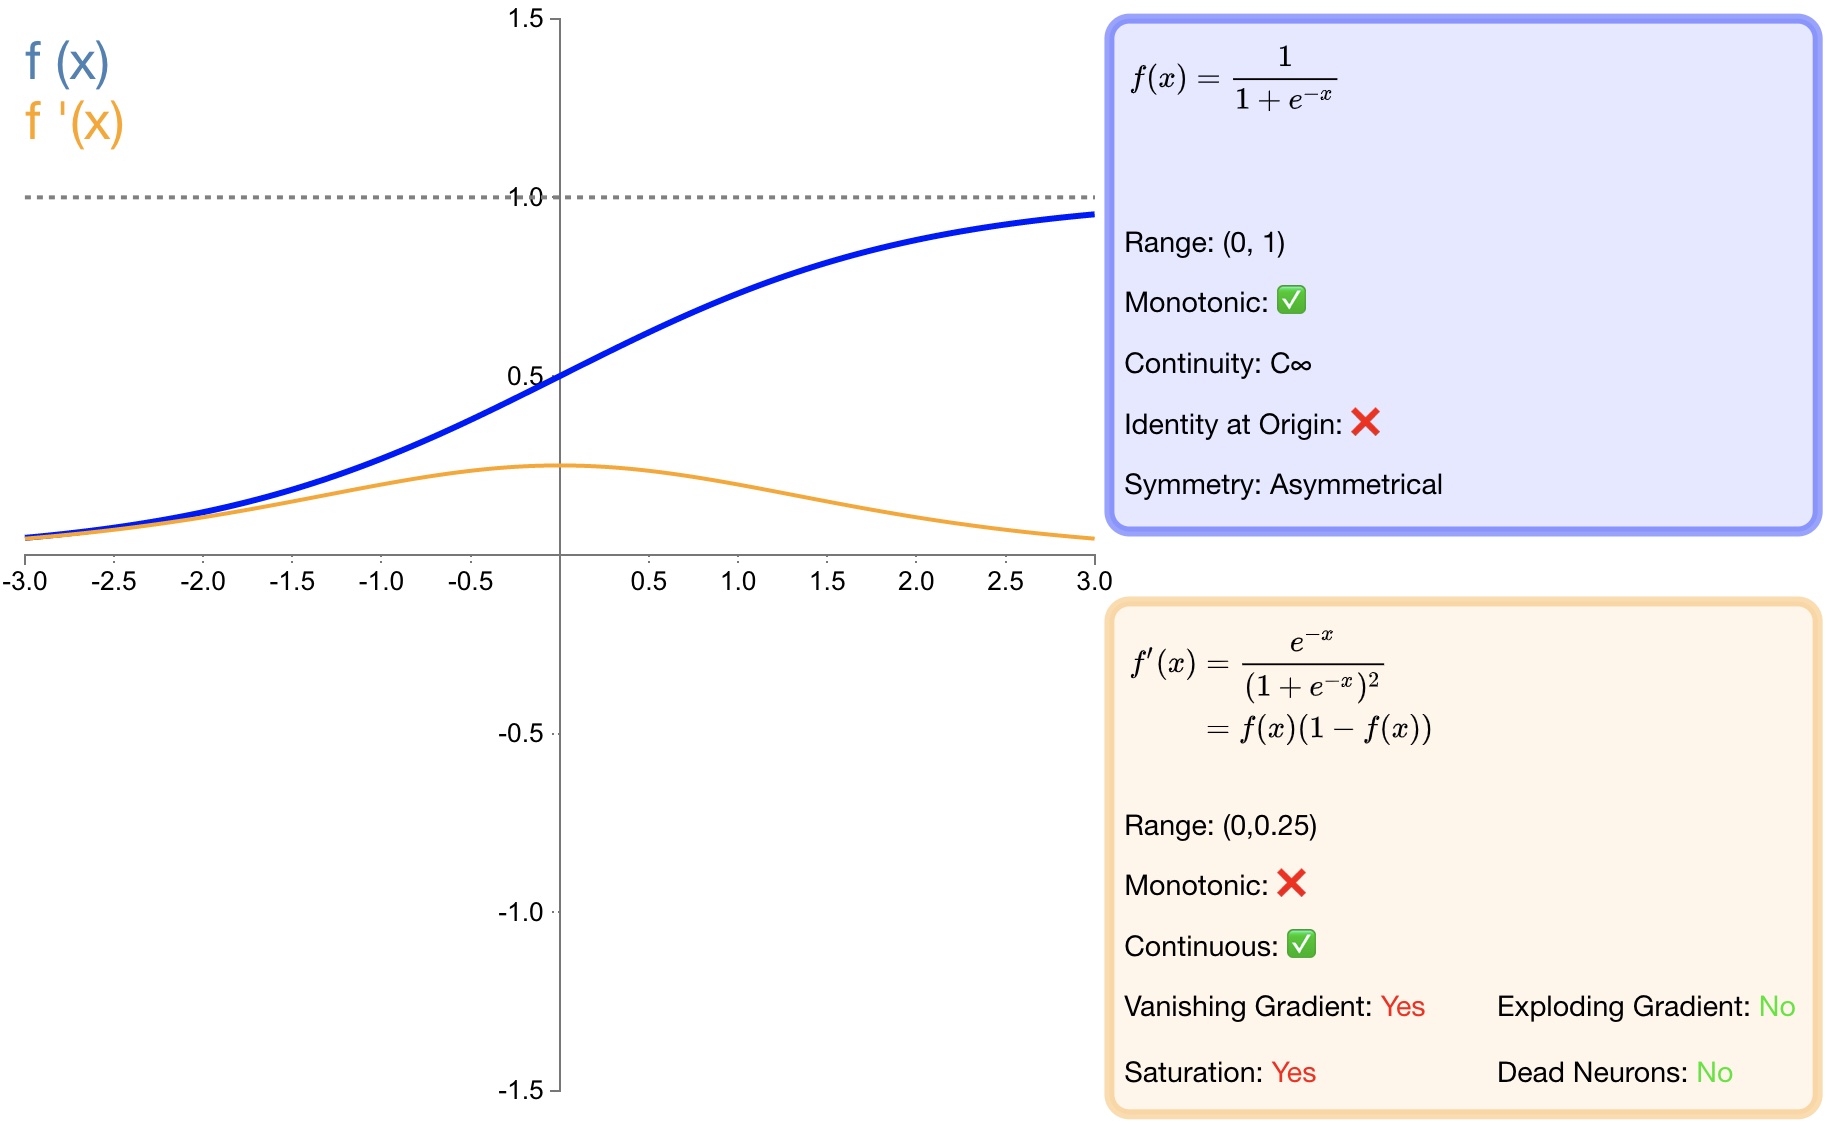 f (x)
f '(x)
1.5
1.0
0.5
-3.0 -2.5 -2.0 -1.5 -1.0 -0.5 0.5 1.0 1.5 2.0 2.5 3.0
-0.5
-1.0
-1.5
f(x) = \frac{1}{1 + e^{-x}}
Range: (0, 1)
Monotonic: ✅
Continuity: C∞
Identity at Origin: ❌
Symmetry: Asymmetrical
f'(x) = \frac{e^{-x}}{(1 + e^{-x})^2}
= f(x)(1 − f(x))
Range: (0,0.25)
Monotonic: ❌
Continuous: ✅
Vanishing Gradient: Yes Exploding Gradient: No
Saturation: Yes Dead Neurons: No